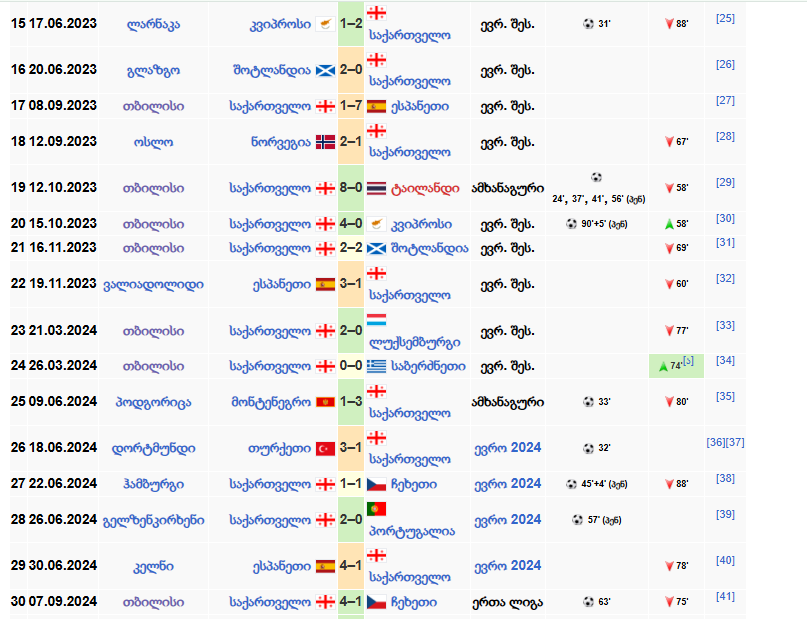 15 17.06.2023 ლარნაკა კვიპროსი 1–2 საქართველო ევრ. შეს. 31' 88' [25]
16 20.06.2023 გლაზგო შოტლანდია 2–0 საქართველო ევრ. შეს. [26]
17 08.09.2023 თბილისი საქართველო 1–7 ესპანეთი ევრ. შეს. [27]
18 12.09.2023 ოსლო ნორვეგია 2–1 საქართველო ევრ. შეს. 67' [28]
19 12.10.2023 თბილისი საქართველო 8–0 ტაილანდი ამხანაგური 24', 37', 41', 56' (პენ) 58' [29]
20 15.10.2023 თბილისი საქართველო 4–0 კვიპროსი ევრ. შეს. 90'+5' (პენ) 58' [30]
21 16.11.2023 თბილისი საქართველო 2–2 შოტლანდია ევრ. შეს. 69' [31]
22 19.11.2023 ვალიადოლიდი ესპანეთი 3–1 საქართველო ევრ. შეს. 60' [32]
23 21.03.2024 თბილისი საქართველო 2–0 ლუქსემბურგი ევრ. შეს. 77' [33]
24 26.03.2024 თბილისი საქართველო 0–0 საბერძნეთი ევრ. შეს. 74'[ა] [34]
25 09.06.2024 პოდგორიცა მონტენეგრო 1–3 საქართველო ამხანაგური 33' 80' [35]
26 18.06.2024 დორტმუნდი თურქეთი 3–1 საქართველო ევრო 2024 32' [36][37]
27 22.06.2024 ჰამბურგი საქართველო 1–1 ჩეხეთი ევრო 2024 45'+4' (პენ) 88' [38]
28 26.06.2024 გელზენკირხენი საქართველო 2–0 პორტუგალია ევრო 2024 57' (პენ) [39]
29 30.06.2024 კელნი ესპანეთი 4–1 საქართველო ევრო 2024 78' [40]
30 07.09.2024 თბილისი საქართველო 4–1 ჩეხეთი ერთა ლიგა 63' 75' [41]